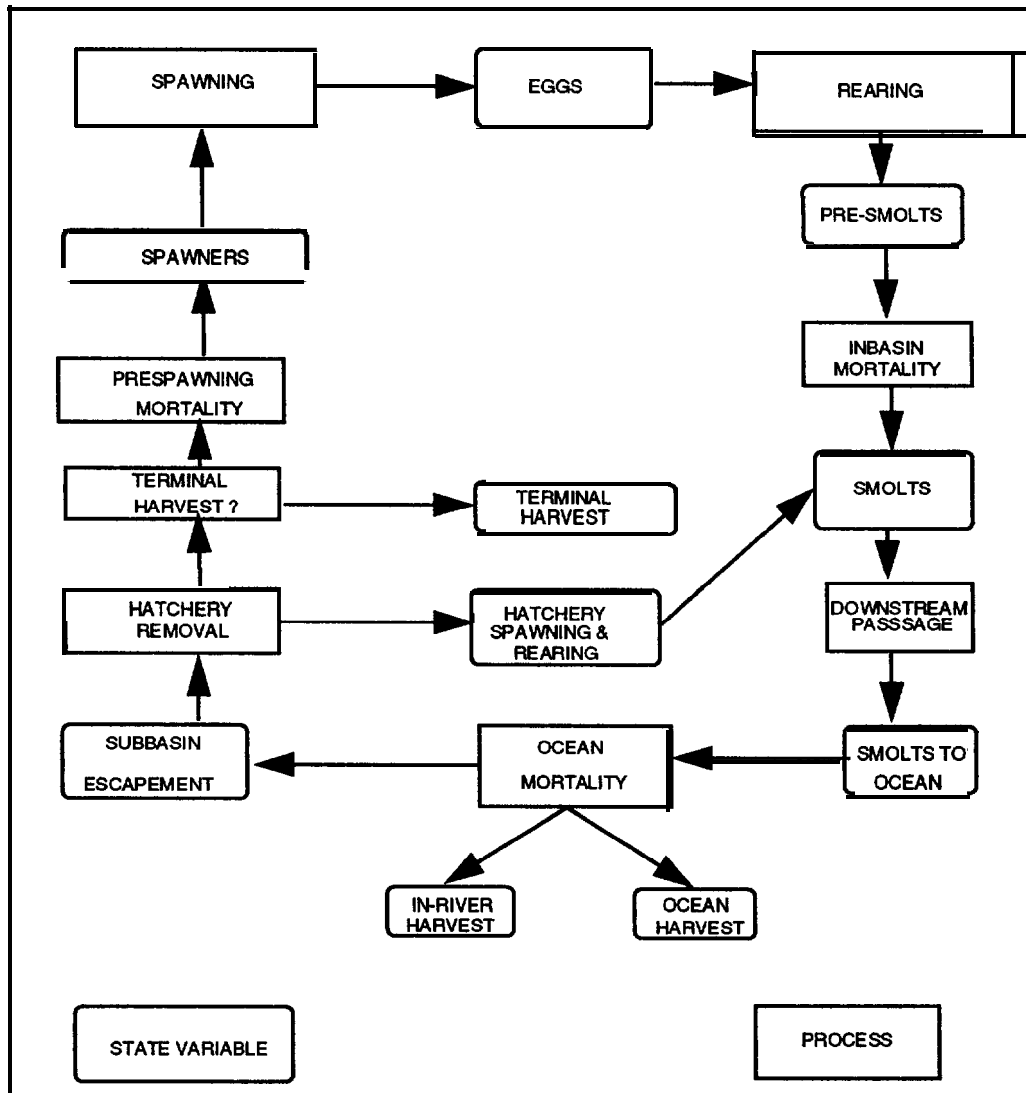 SPAWNING
EGGS
REARING
PRE-SMOLTS
SPAWNERS
INBASIN
MORTALITY
PRESPAWNING
MORTALITY
TERMINAL
HARVEST ?
TERMINAL
HARVEST
SMOLTS
HATCHERY
REMOVAL
HATCHERY
SPAWNING &
REARING
DOWNSTREAM
PASSSAGE
SUBBASIN
ESCAPEMENT
OCEAN
MORTALITY
SMOLTS TO
OCEAN
IN-RIVER
HARVEST
OCEAN
HARVEST
STATE VARIABLE
PROCESS